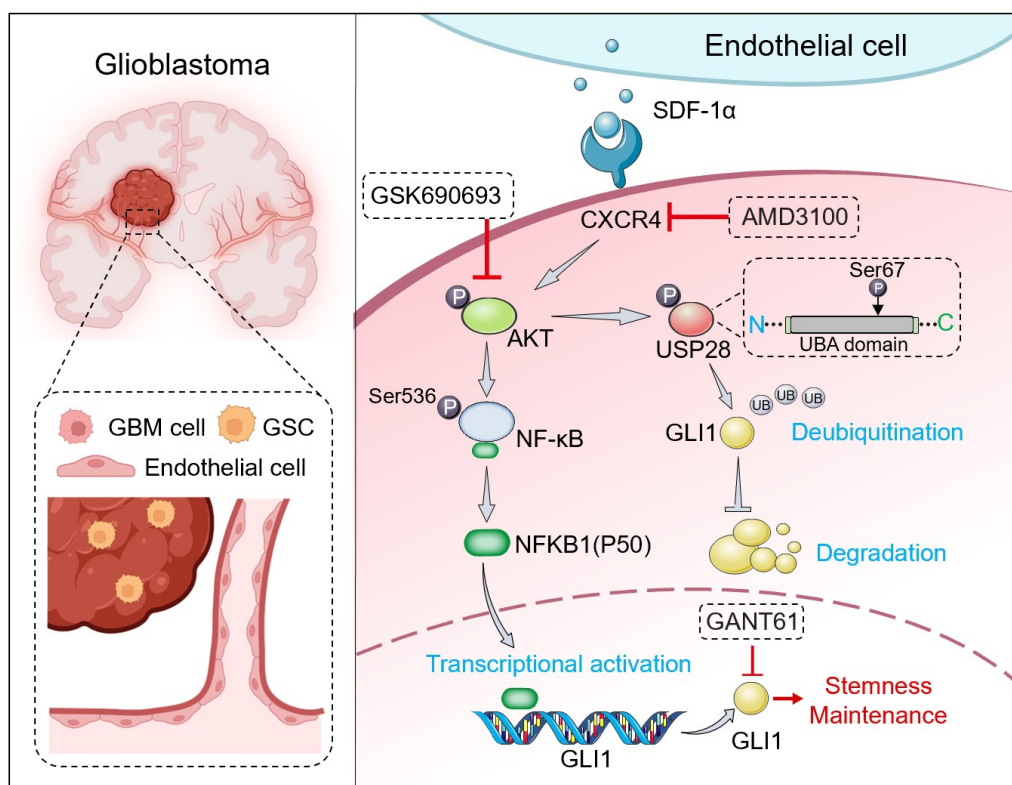 Glioblastoma
GBM cell
GSC
Endothelial cell
Endothelial cell
SDF-1α
GSK690693
CXCR4
AMD3100
P
AKT
P
USP28
Ser67
P
N
C
UBA domain
Ser536
P
NF-κB
UB
UB
UB
GLI1
Deubiquitination
NFKB1(P50)
Degradation
GANT61
Transcriptional activation
Stemness
Maintenance
GLI1
GLI1